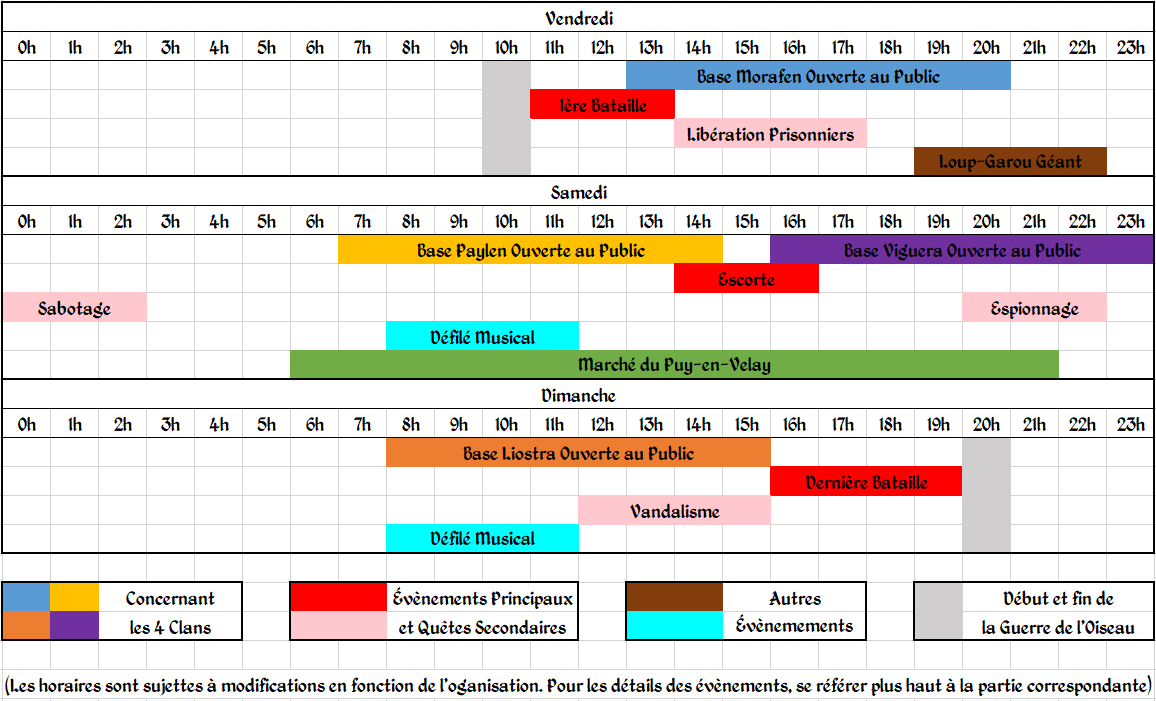 Vendredi
0h 1h 2h 3h 4h 5h 6h 7h 8h 9h 10h 11h 12h 13h 14h 15h 16h 17h 18h 19h 20h 21h 22h 23h
Base Morafen Ouverte au Public
1ère Bataille
Libération Prisonniers
Loup-Garou Géant
Samedi
0h 1h 2h 3h 4h 5h 6h 7h 8h 9h 10h 11h 12h 13h 14h 15h 16h 17h 18h 19h 20h 21h 22h 23h
Base Paylen Ouverte au Public Base Viguera Ouverte au Public
Escorte
Sabotage Espionnage
Défilé Musical
Marché du Puy-en-Velay
Dimanche
0h 1h 2h 3h 4h 5h 6h 7h 8h 9h 10h 11h 12h 13h 14h 15h 16h 17h 18h 19h 20h 21h 22h 23h
Base Liostra Ouverte au Public
Dernière Bataille
Vandalisme
Défilé Musical
Concernant
les 4 Clans
Évènements Principaux
et Quêtes Secondaires
Autres
Évènemements
Début et fin de
la Guerre de l'Oiseau
(Les horaires sont sujettes à modifications en fonction de l'oganisation. Pour les détails des évènements, se référer plus haut à la partie correspondante)